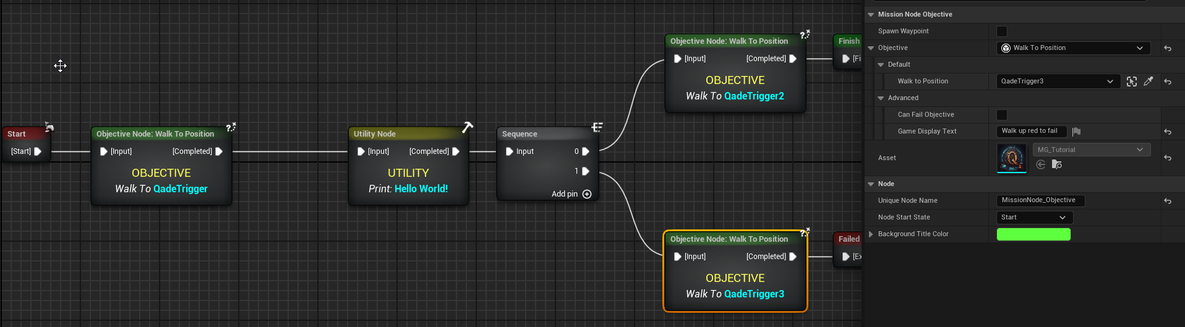 Start
[Start]
Objective Node: Walk To Position
[Input] [Completed]
OBJECTIVE
Walk To QadeTrigger
Utility Node
[Input] [Completed]
UTILITY
Print: Hello World!
Sequence
Input 0
1
Add pin
Objective Node: Walk To Position
[Input] [Completed]
OBJECTIVE
Walk To QadeTrigger2
Finish
[Fi
Objective Node: Walk To Position
[Input] [Completed]
OBJECTIVE
Walk To QadeTrigger3
Failed
[Ex
Mission Node Objective
Spawn Waypoint
Objective Walk To Position
Default
Walk to Position QadeTrigger3
Advanced
Can Fail Objective
Game Display Text Walk up red to fail
Asset MG_Tutorial
Node
Unique Node Name MissionNode_Objective
Node Start State Start
Background Title Color